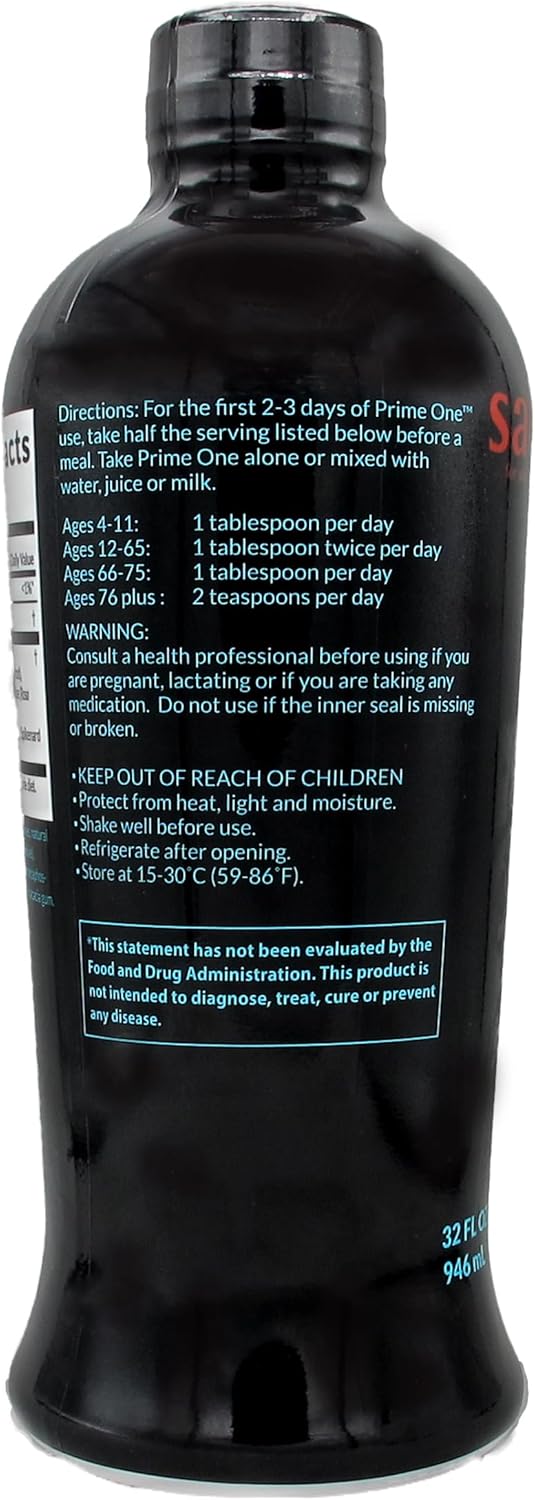 Directions: For the first 2-3 days of Prime One™
use, take half the serving listed below before a
meal. Take Prime One alone or mixed with
water, juice or milk.
Ages 4-11: 1 tablespoon per day
Ages 12-65: 1 tablespoon twice per day
Ages 66-75: 1 tablespoon per day
Ages 76 plus : 2 teaspoons per day
WARNING:
Consult a health professional before using if you
are pregnant, lactating or if you are taking any
medication. Do not use if the inner seal is missing
or broken.
•KEEP OUT OF REACH OF CHILDREN
•Protect from heat, light and moisture.
•Shake well before use.
•Refrigerate after opening.
•Store at 15-30˚C (59-86˚F).
*This statement has not been evaluated by the
Food and Drug Administration. This product is
not intended to diagnose, treat, cure or prevent
any disease.
Daily Value
<1%*
†
†
diet.
natural
acacia gum.
sa
32 FL
946 mL